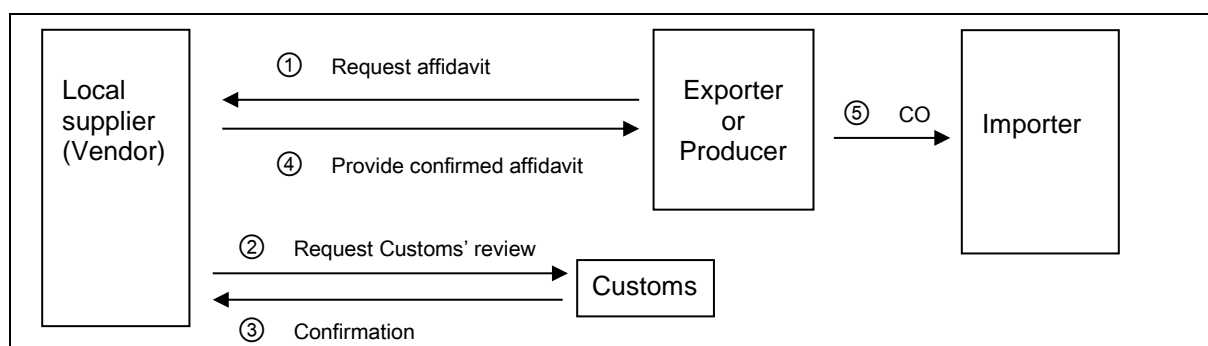 ① Request affidavit
Local
supplier
(Vendor)
Exporter
or
Producer
⑤ CO
Importer
④ Provide confirmed affidavit
② Request Customs’ review
Customs
③ Confirmation